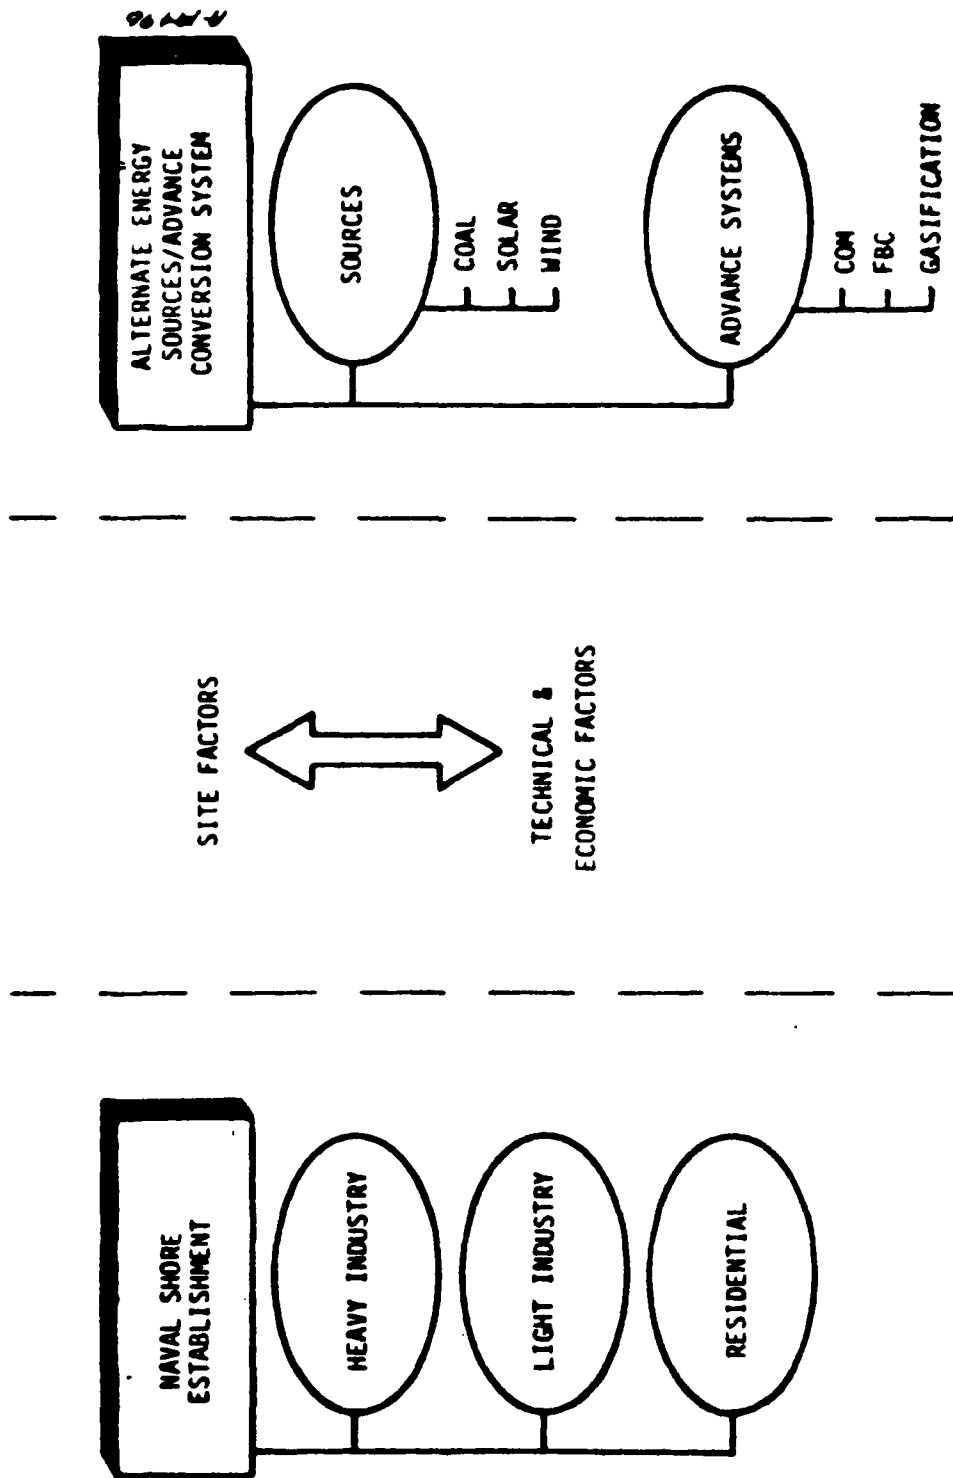 NAVAL SHORE
ESTABLISHMENT
HEAVY INDUSTRY
LIGHT INDUSTRY
RESIDENTIAL
SITE FACTORS
TECHNICAL &
ECONOMIC FACTORS
ALTERNATE ENERGY
SOURCES/ADVANCE
CONVERSION SYSTEM
SOURCES
COAL
SOLAR
WIND
ADVANCE SYSTEMS
COM
FBC
GASIFICATION